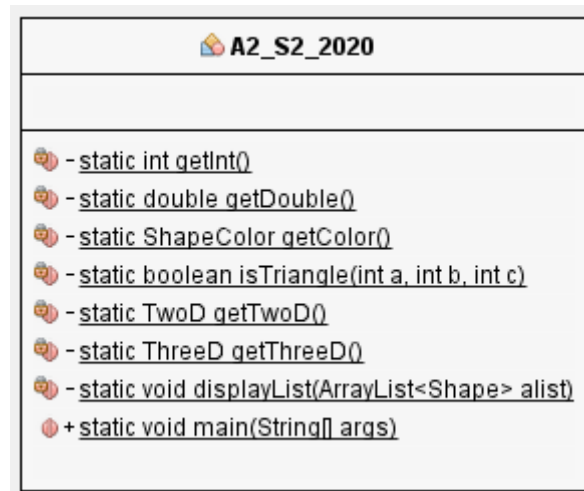 A2_S2_2020
- static int getInt()
- static double getDouble()
- static ShapeColor getColor()
- static boolean isTriangle(int a, int b, int c)
- static TwoD getTwoD()
- static ThreeD getThreeD()
- static void displayList(ArrayList<Shape> alist)
+ static void main(String[] args)